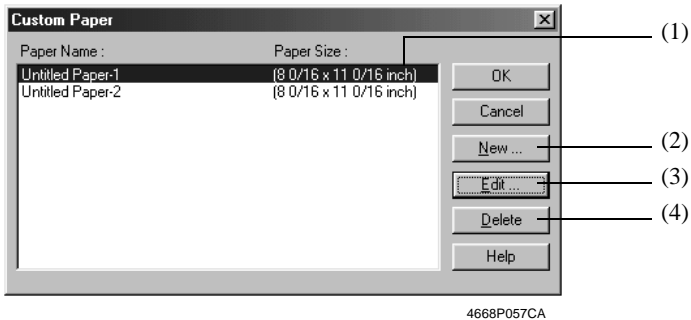 Custom Paper
(1)
Paper Name :    Paper Size :
Untitled Paper-1    (8 0/16 x 11 0/16 inch)
Untitled Paper-2    (8 0/16 x 11 0/16 inch)
OK
Cancel
New ...    (2)
Edit ...    (3)
Delete    (4)
Help
4668P057CA